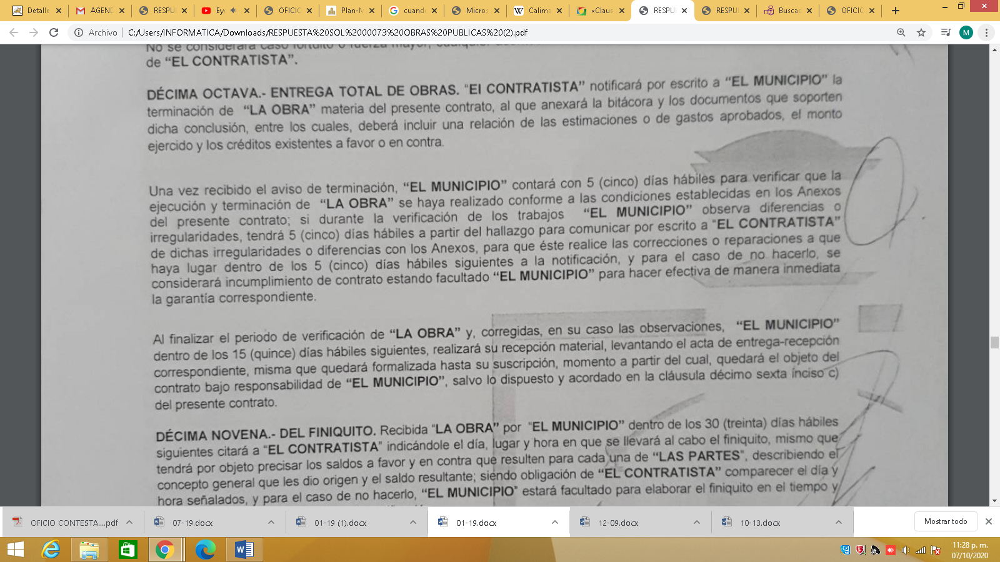 Detalle
AGEND
RESPU
Eye
OFICIO
Plan-M
cuando
Micros
Calima
«Claus
RESPU
RESPU
Buscad
OFICIO
Archivo
C:/Users/INFORMATICA/Downloads/RESPUESTA%20SOL%2000073%20OBRAS%20PUBLICAS%20(2).pdf
M
No se considerará caso fortuito o fuerza mayor,
de “EL CONTRATISTA”.
DÉCIMA OCTAVA.- ENTREGA TOTAL DE OBRAS. “El CONTRATISTA” notificará por escrito a “EL MUNICIPIO” la
terminación de “LA OBRA” materia del presente contrato, al que anexará la bitácora y los documentos que soporten
dicha conclusión, entre los cuales, deberá incluir una relación de las estimaciones o de gastos aprobados, el monto
ejercido y los créditos existentes a favor o en contra.
Una vez recibido el aviso de terminación, “EL MUNICIPIO” contará con 5 (cinco) días hábiles para verificar que la
ejecución y terminación de “LA OBRA” se haya realizado conforme a las condiciones establecidas en los Anexos
del presente contrato; si durante la verificación de los trabajos “EL MUNICIPIO” observa diferencias o
irregularidades, tendrá 5 (cinco) días hábiles a partir del hallazgo para comunicar por escrito a “EL CONTRATISTA”
de dichas irregularidades o diferencias con los Anexos, para que éste realice las correcciones o reparaciones a que
haya lugar dentro de los 5 (cinco) días hábiles siguientes a la notificación, y para el caso de no hacerlo, se
considerará incumplimiento de contrato estando facultado “EL MUNICIPIO” para hacer efectiva de manera inmediata
la garantía correspondiente.
Al finalizar el periodo de verificación de “LA OBRA” y, corregidas, en su caso las observaciones, “EL MUNICIPIO”
dentro de los 15 (quince) días hábiles siguientes, realizará su recepción material, levantando el acta de entrega-recepción
correspondiente, misma que quedará formalizada hasta su suscripción, momento a partir del cual, quedará el objeto del
contrato bajo responsabilidad de “EL MUNICIPIO”, salvo lo dispuesto y acordado en la cláusula décimo sexta inciso c)
del presente contrato.
DÉCIMA NOVENA.- DEL FINIQUITO. Recibida “LA OBRA” por “EL MUNICIPIO” dentro de los 30 (treinta) días hábiles
siguientes citará a “EL CONTRATISTA” indicándole el día, lugar y hora en que se llevará al cabo el finiquito, mismo que
tendrá por objeto precisar los saldos a favor y en contra que resulten para cada una de “LAS PARTES”, describiendo el
concepto general que les dio origen y el saldo resultante; siendo obligación de “EL CONTRATISTA” comparecer el día y
hora señalados, y para el caso de no hacerlo, “EL MUNICIPIO” estará facultado para elaborar el finiquito en el tiempo y
OFICIO CONTESTA....pdf
07-19.docx
01-19 (1).docx
01-19.docx
12-09.docx
10-13.docx
Mostrar todo
11:28 p. m.
07/10/2020